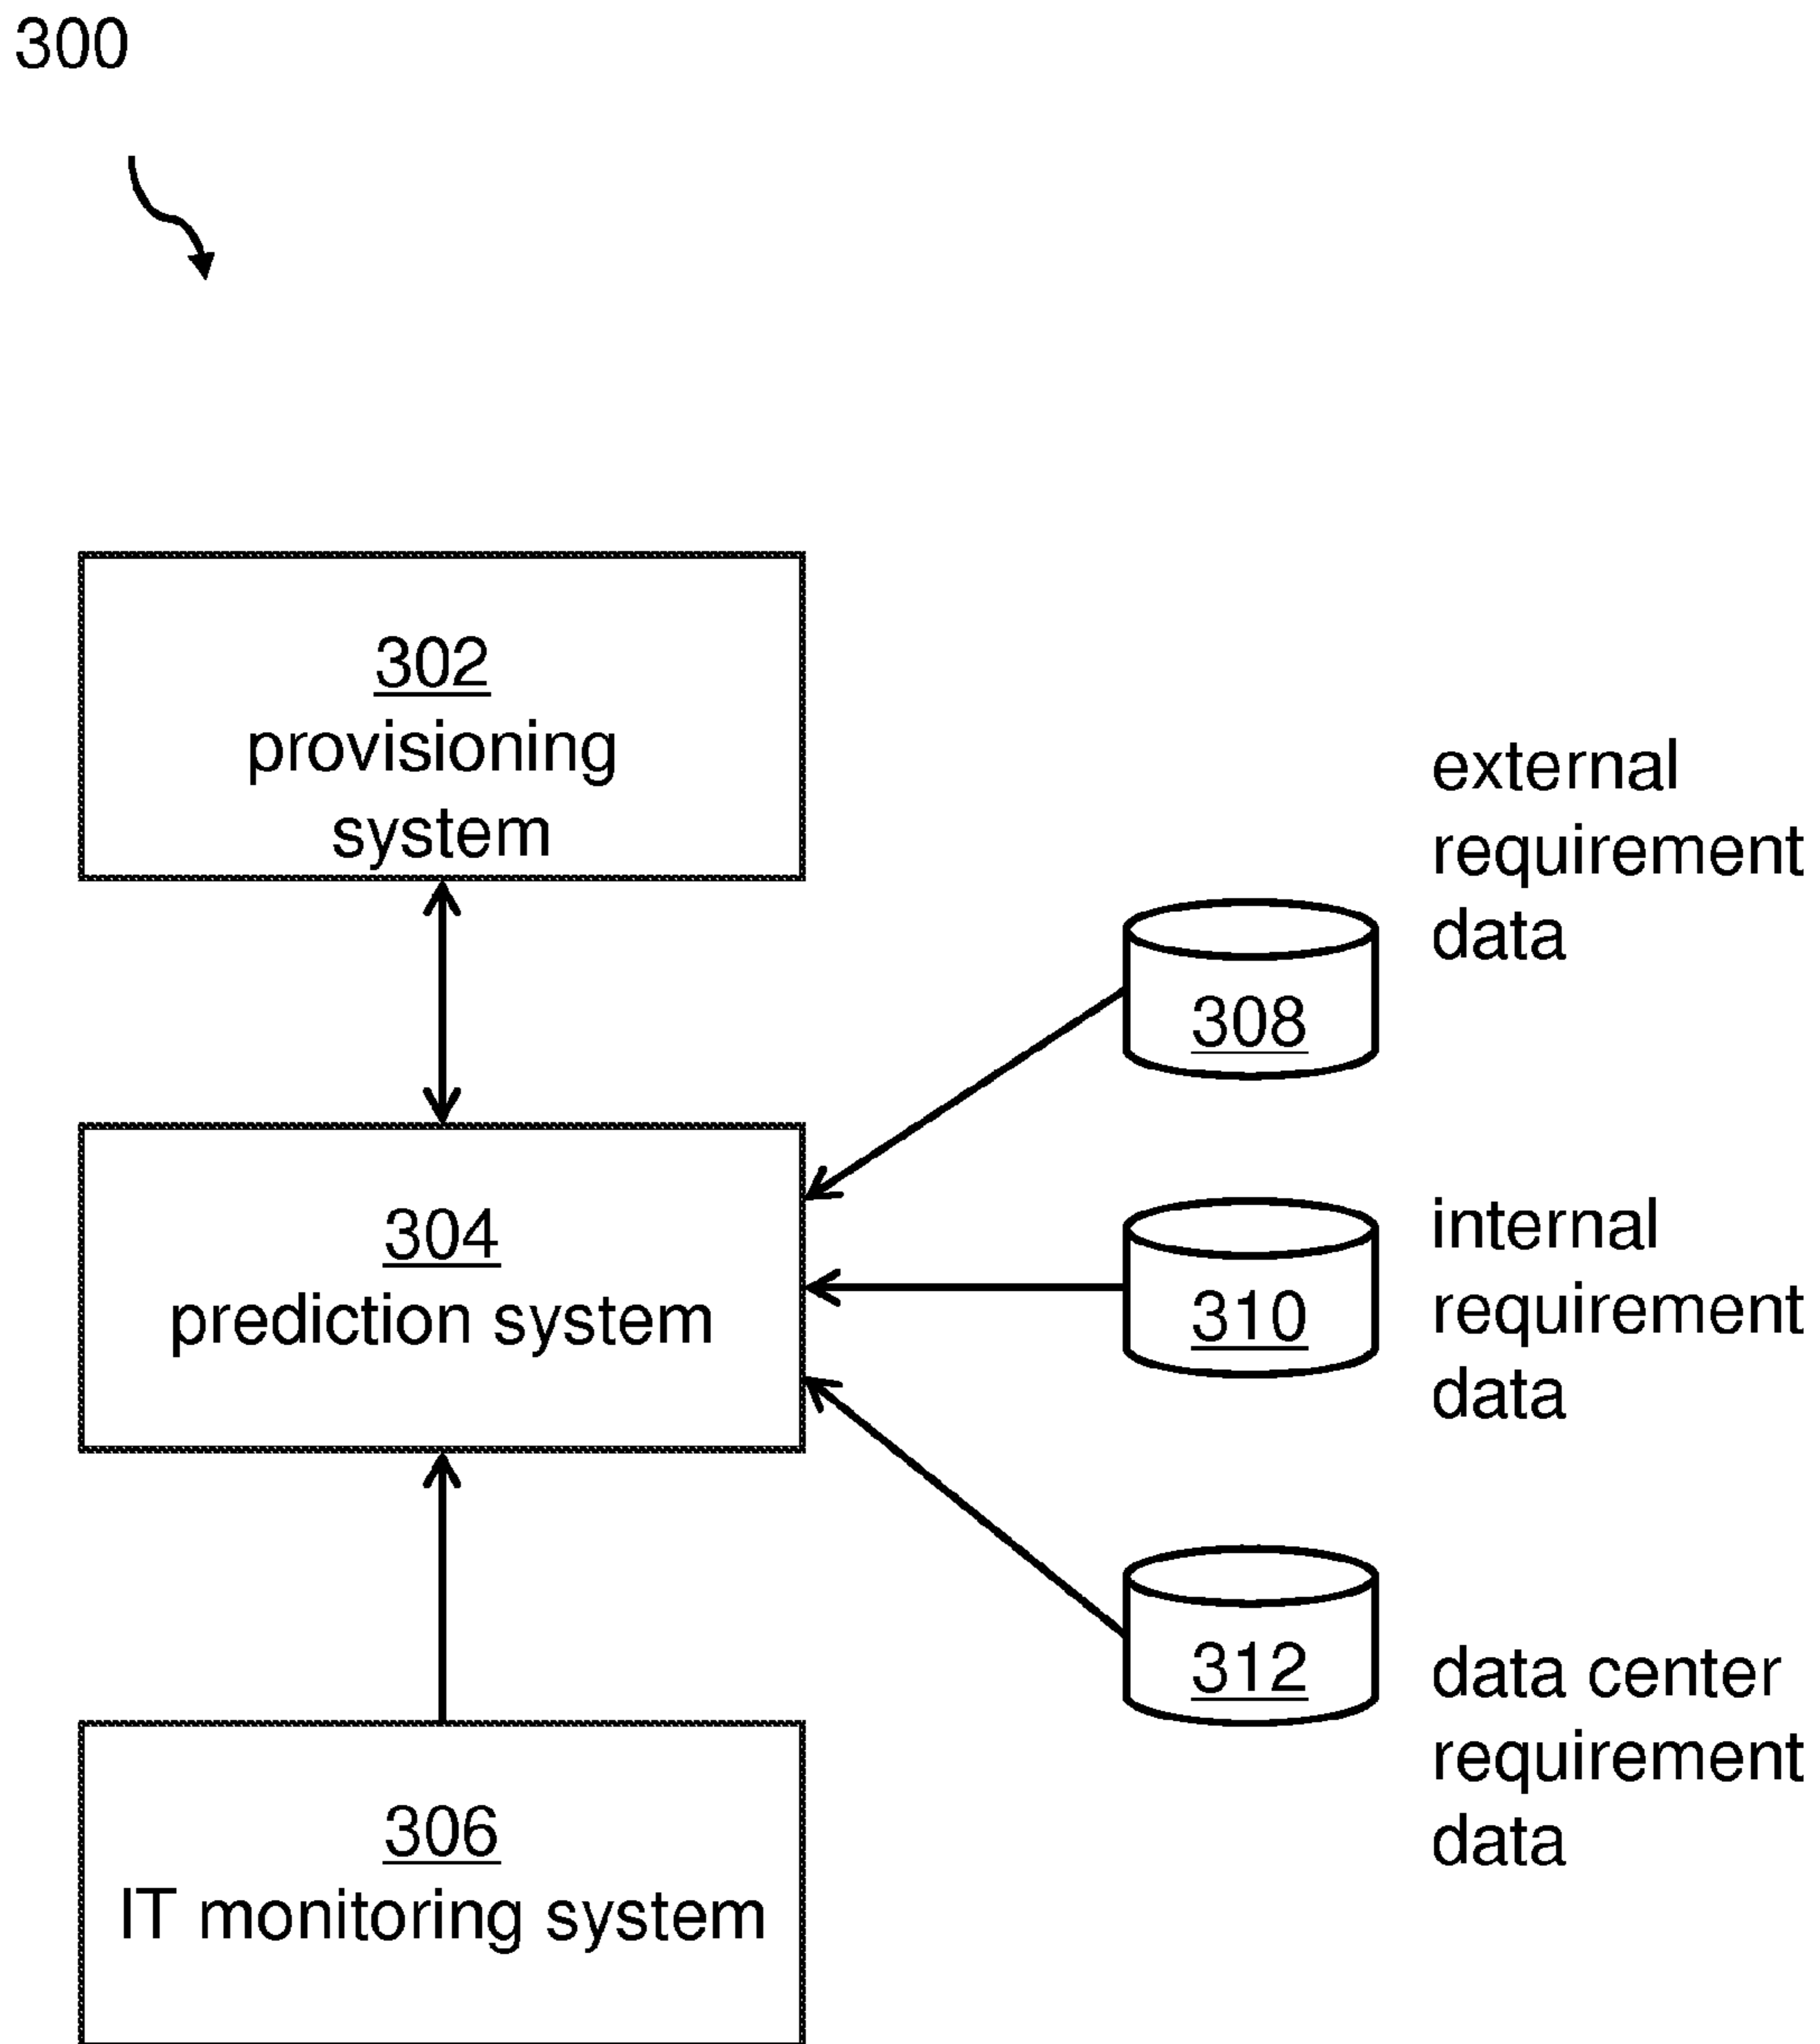 300
302
provisioning
system
external
requirement
data
308
304
prediction system
internal
requirement
data
310
312
data center
requirement
data
306
IT monitoring system